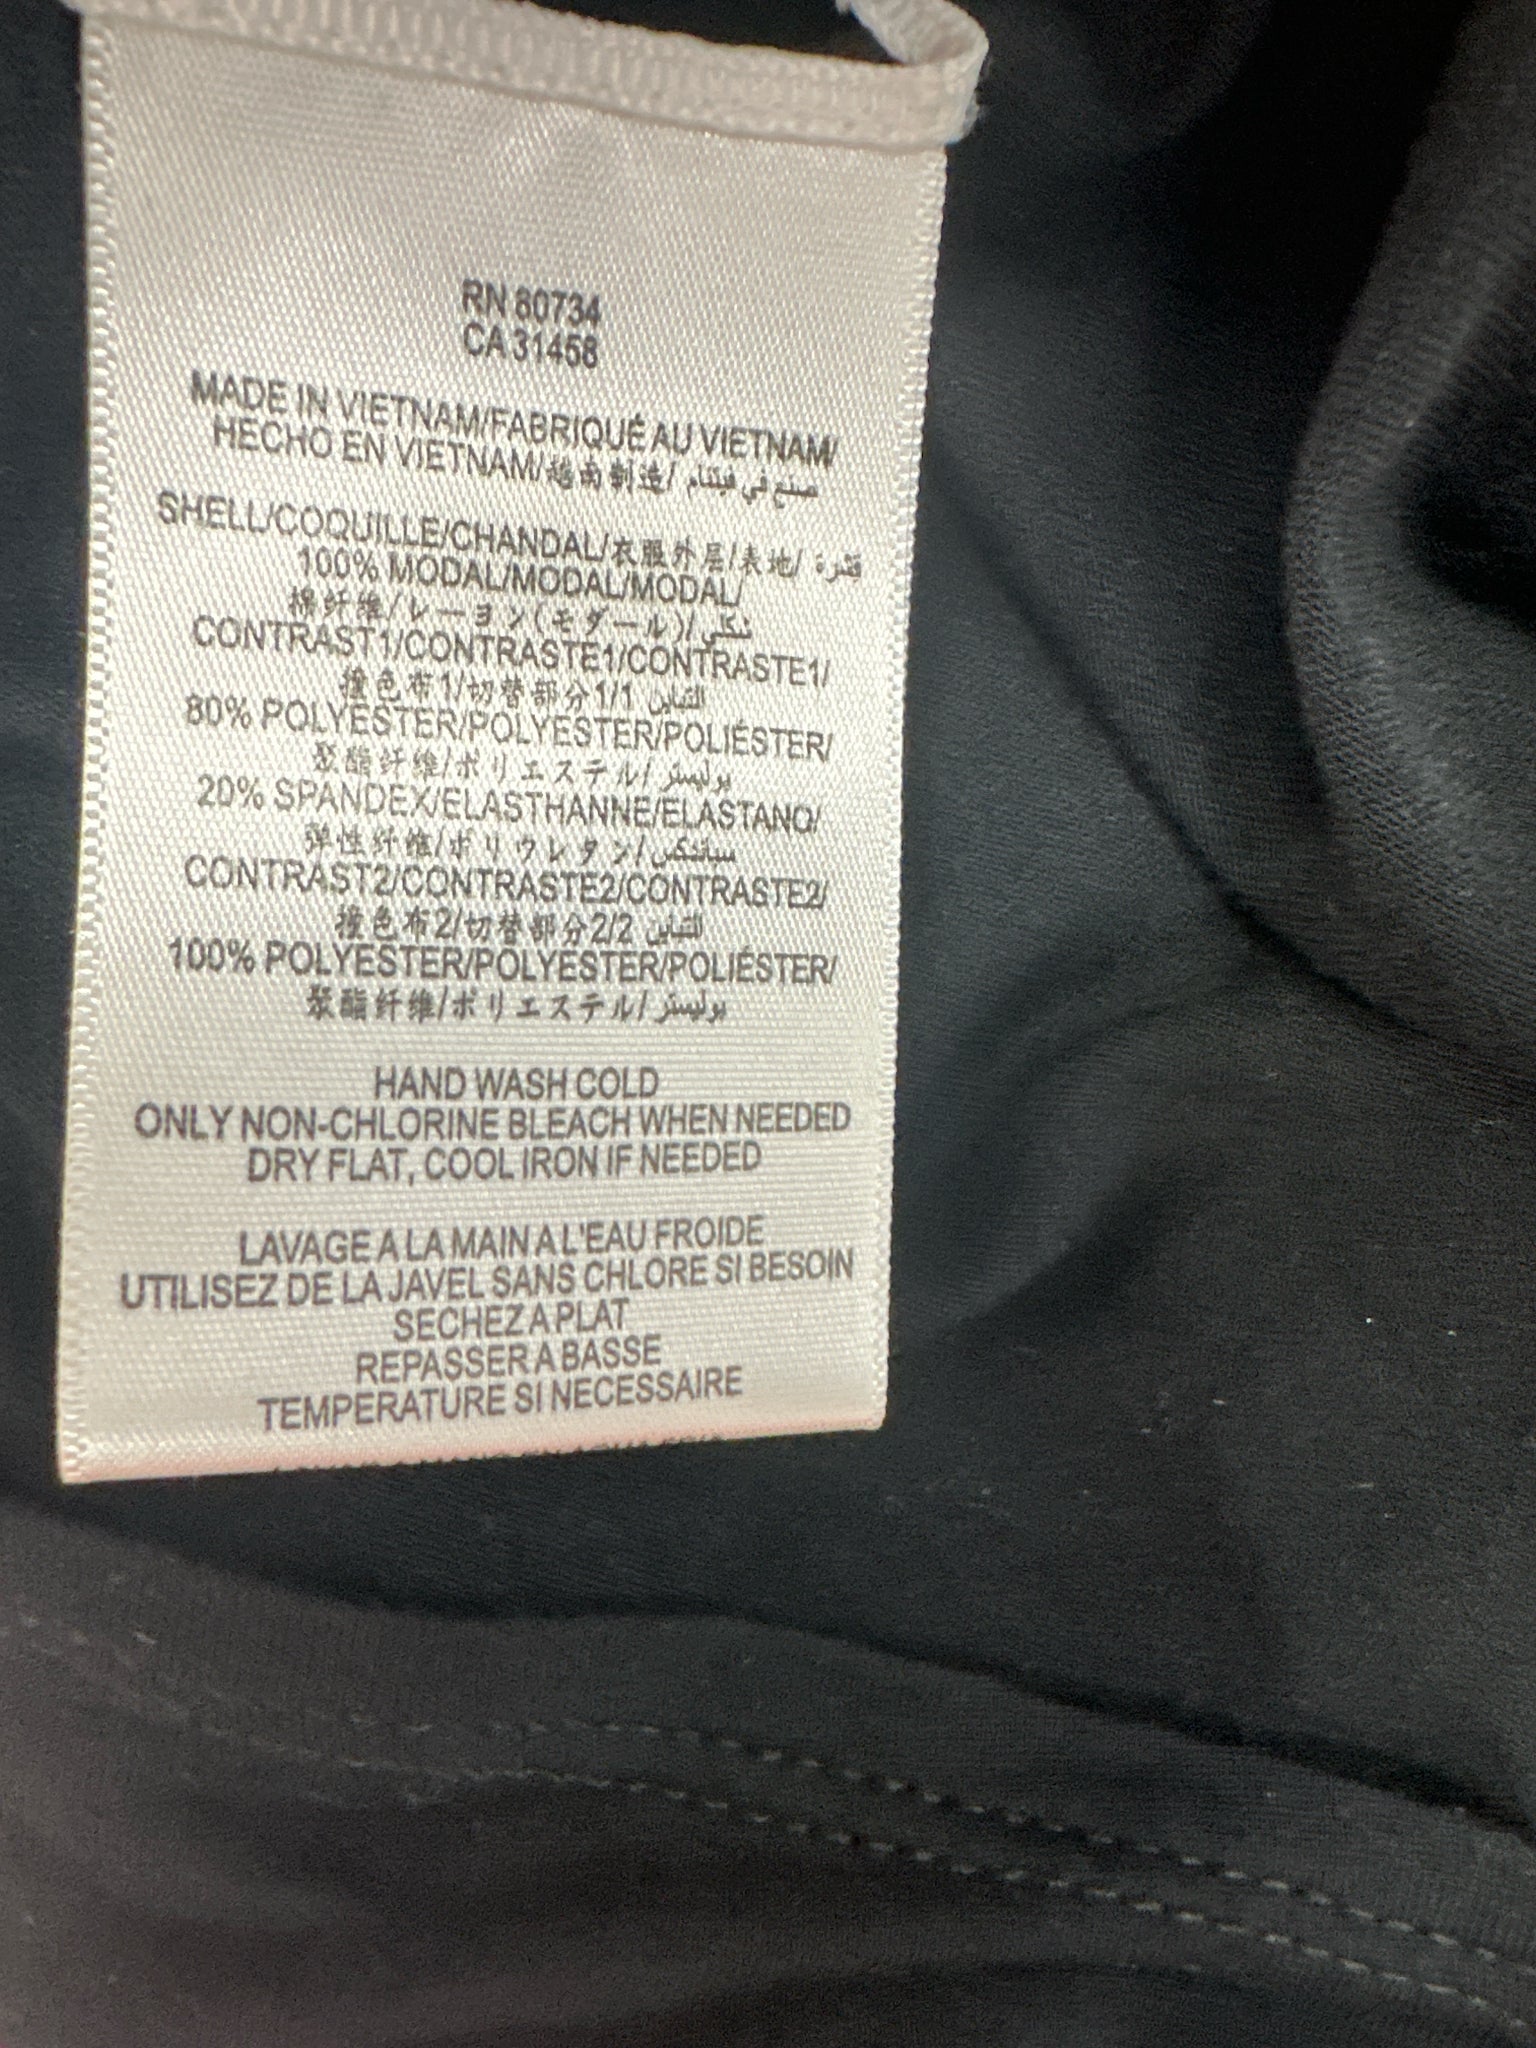 RN 80734
CA 31458
MADE IN VIETNAM/FABRIQUÉ AU VIETNAM/
HECHO EN VIETNAM/越南制造/ صنع في فيتنام
SHELL/COQUILLE/CHANDAL/衣服外层/表地/ قشرة
100% MODAL/MODAL/MODAL/
棉纤维/レーヨン(モダール)/
CONTRAST1/CONTRASTE1/CONTRASTE1/
撞色布1/切替部分1/1 التباين
80% POLYESTER/POLYESTER/POLIÉSTER/
聚酯纤维/ポリエステル/ بوليستر
20% SPANDEX/ELASTHANNE/ELASTANO/
弹性纤维/ポリウレタン/ سباندكس
CONTRAST2/CONTRASTE2/CONTRASTE2/
撞色布2/切替部分2/2 التباين
100% POLYESTER/POLYESTER/POLIÉSTER/
聚酯纤维/ポリエステル/ بوليستر
HAND WASH COLD
ONLY NON-CHLORINE BLEACH WHEN NEEDED
DRY FLAT, COOL IRON IF NEEDED
LAVAGE A LA MAIN A L'EAU FROIDE
UTILISEZ DE LA JAVEL SANS CHLORE SI BESOIN
SECHEZ A PLAT
REPASSER A BASSE
TEMPERATURE SI NECESSAIRE